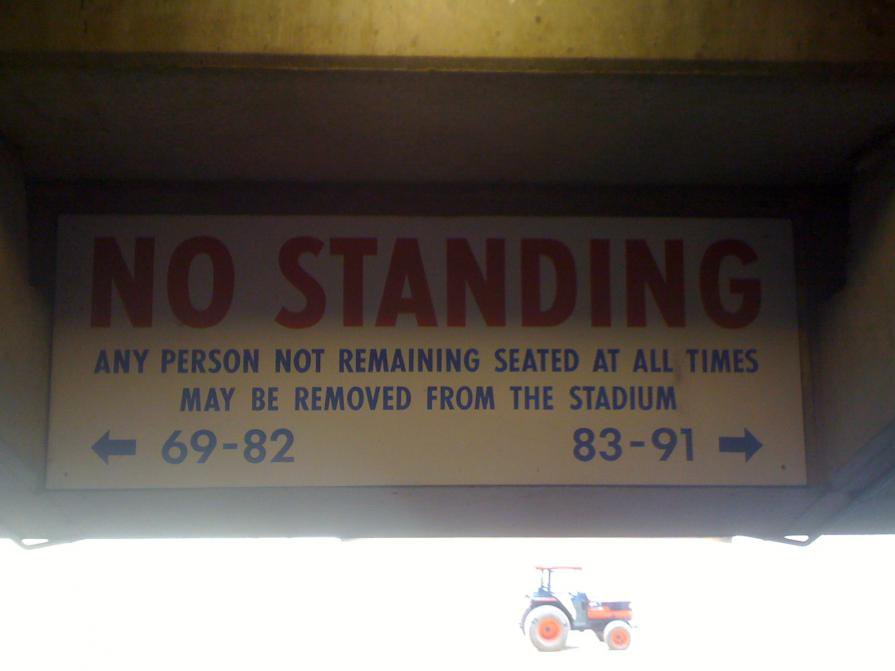 NO STANDING
ANY PERSON NOT REMAINING SEATED AT ALL TIMES
MAY BE REMOVED FROM THE STADIUM
← 69-82 83-91 →